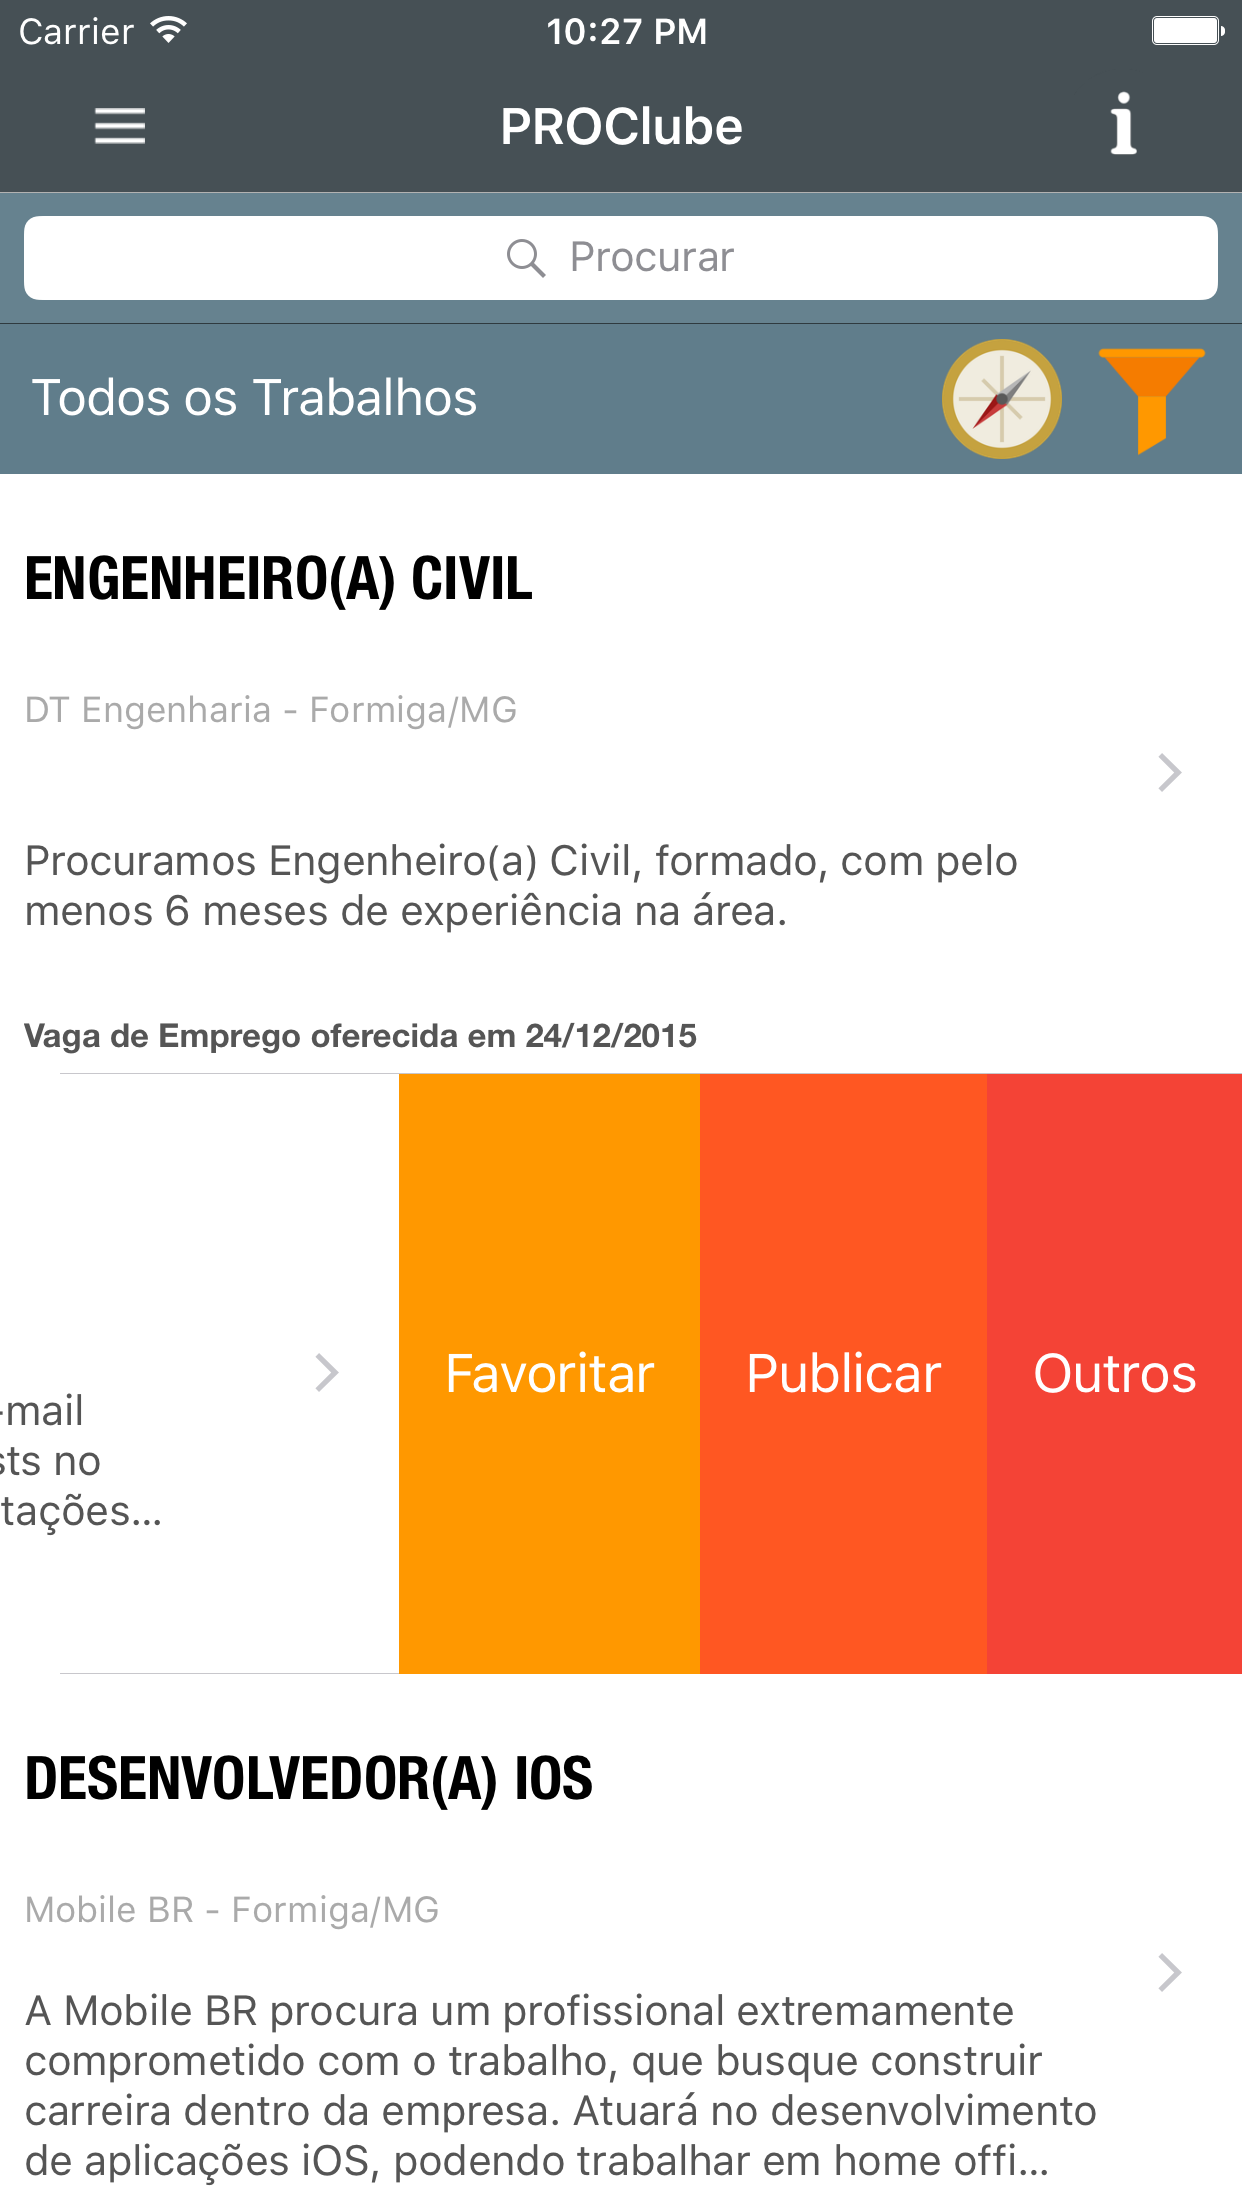 Carrier 10:27 PM
PROClube
Procurar
Todos os Trabalhos
ENGENHEIRO(A) CIVIL
DT Engenharia - Formiga/MG
Procuramos Engenheiro(a) Civil, formado, com pelo
menos 6 meses de experiência na área.
Vaga de Emprego oferecida em 24/12/2015
-mail
sts no
tações...
Favoritar Publicar Outros
DESENVOLVEDOR(A) IOS
Mobile BR - Formiga/MG
A Mobile BR procura um profissional extremamente
comprometido com o trabalho, que busque construir
carreira dentro da empresa. Atuará no desenvolvimento
de aplicações iOS, podendo trabalhar em home offi...